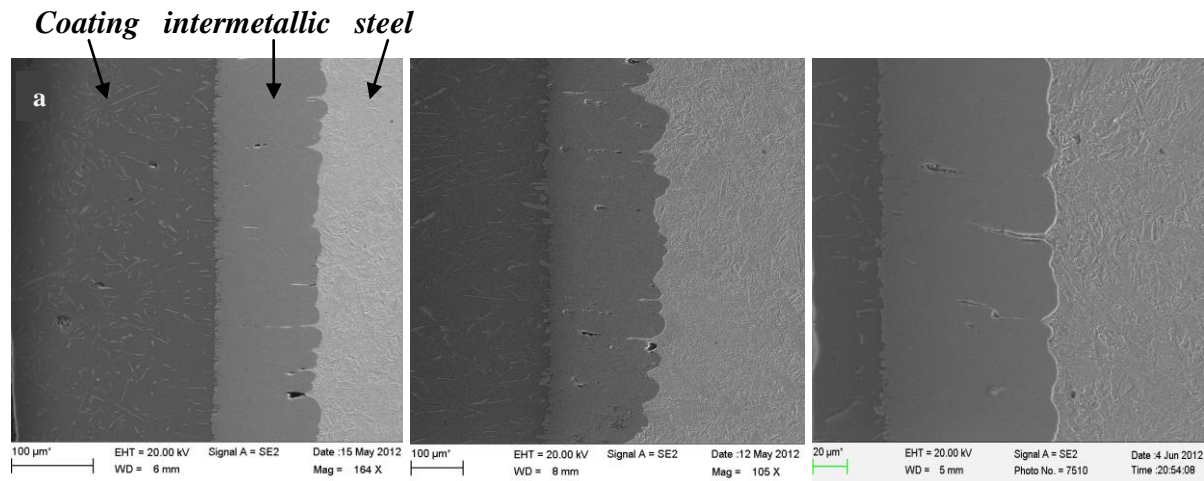 Coating intermetallic steel
a
100 µm* EHT = 20.00 kV Signal A = SE2 Date :15 May 2012
WD = 6 mm Mag = 164 X
100 µm* EHT = 20.00 kV Signal A = SE2 Date :12 May 2012
WD = 8 mm Mag = 105 X
20 µm* EHT = 20.00 kV Signal A = SE2 Date :4 Jun 2012
WD = 5 mm Photo No. = 7510 Time :20:54:08